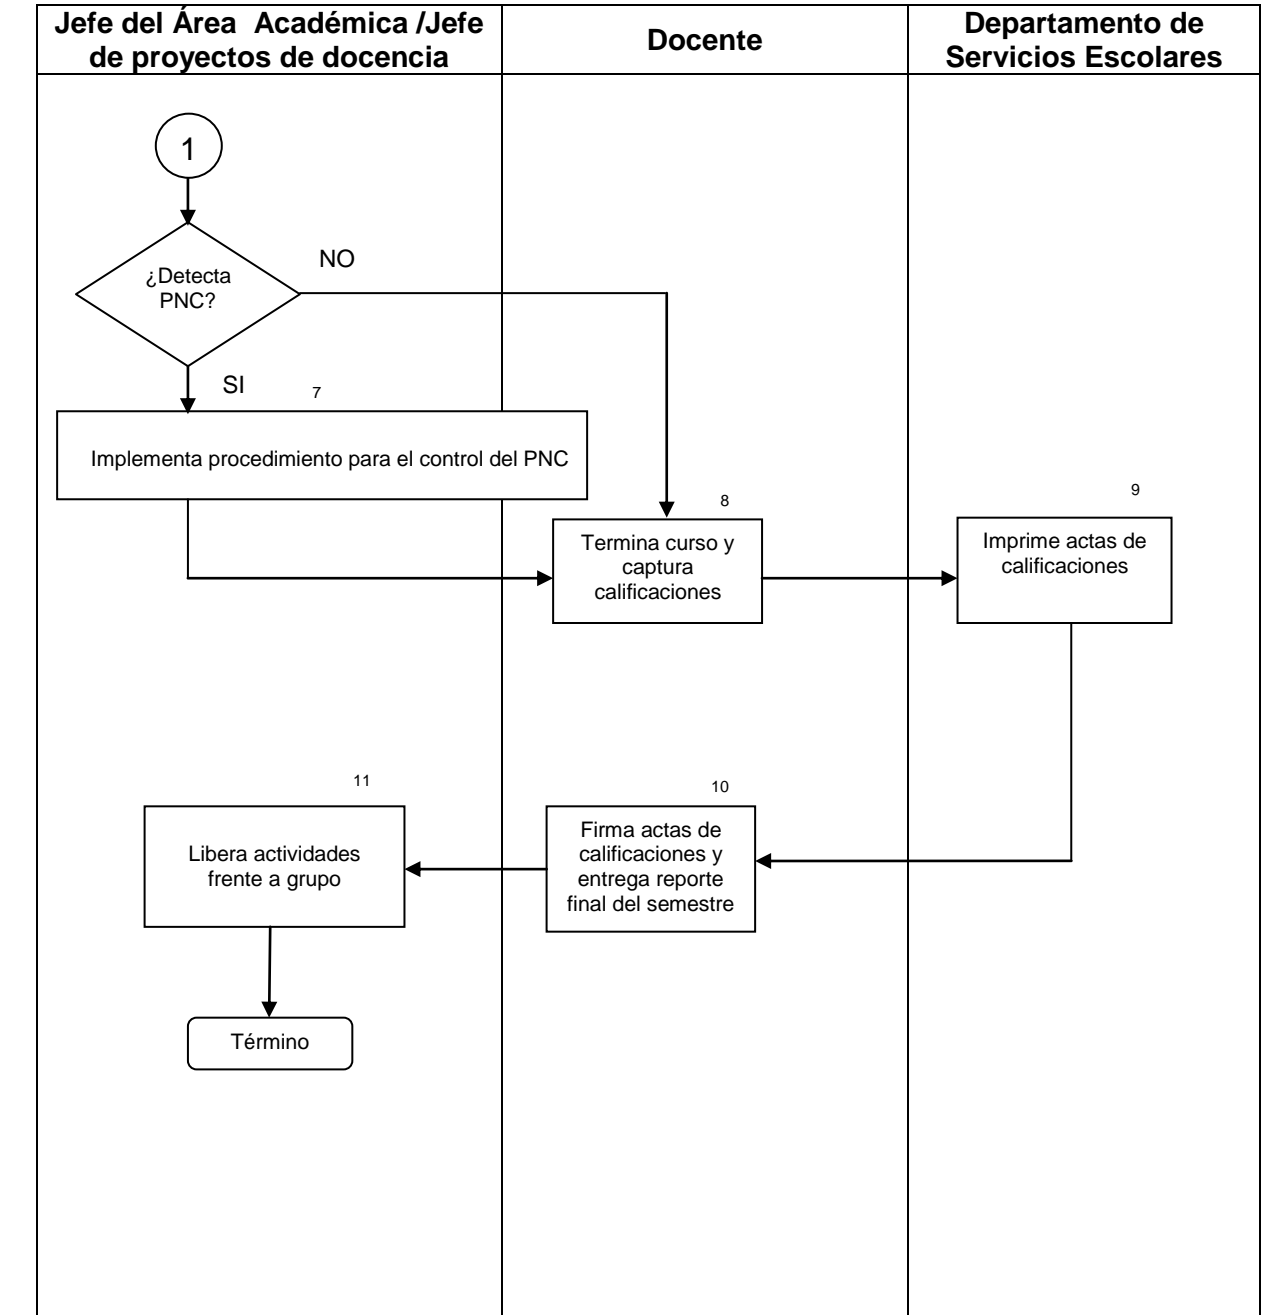 Jefe del Área  Académica /Jefe
de proyectos de docencia
Docente
Departamento de
Servicios Escolares
1
¿Detecta
PNC?
NO
SI
7
Implementa procedimiento para el control del PNC
8
Termina curso y
captura
calificaciones
9
Imprime actas de
calificaciones
10
Firma actas de
calificaciones y
entrega reporte
final del semestre
11
Libera actividades
frente a grupo
Término